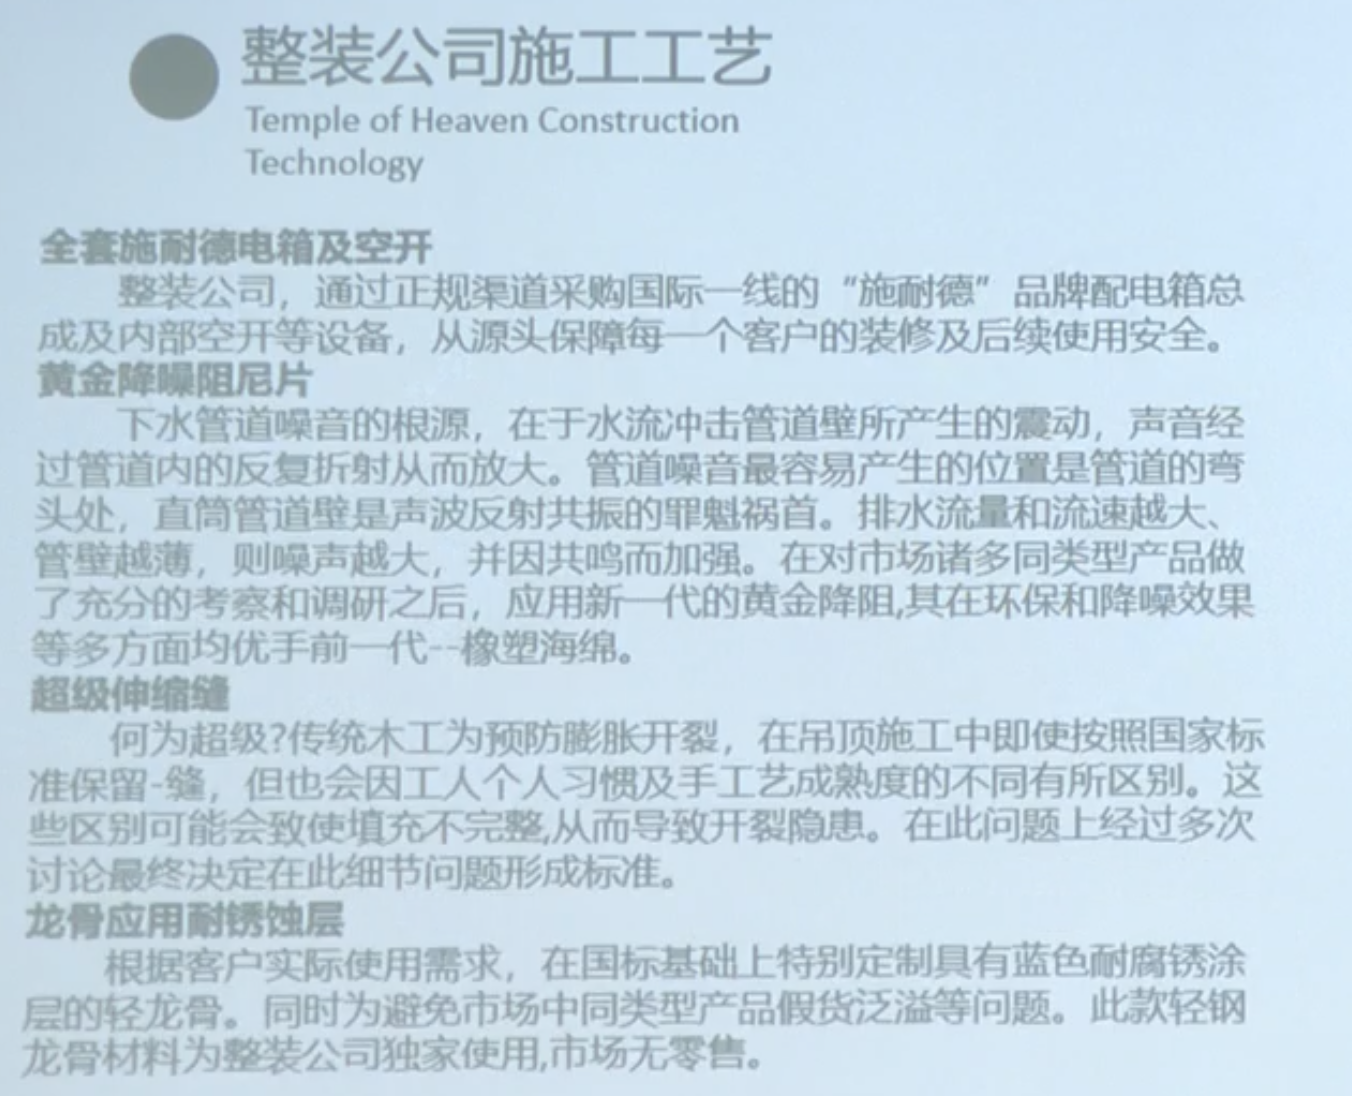 整装公司施工工艺
Temple of Heaven Construction
Technology
全套施耐德电箱及空开
整装公司，通过正规渠道采购国际一线的“施耐德”品牌配电箱总
成及内部空开等设备，从源头保障每一个客户的装修及后续使用安全。
黄金降噪阻尼片
下水管道噪音的根源，在于水流冲击管道壁所产生的震动，声音经
过管道内的反复折射从而放大。管道噪音最容易产生的位置是管道的弯
头处，直筒管道壁是声波反射共振的罪魁祸首。排水流量和流速越大、
管壁越薄，则噪声越大，并因共鸣而加强。在对市场诸多同类型产品做
了充分的考察和调研之后，应用新一代的黄金降阻,其在环保和降噪效果
等多方面均优手前一代--橡塑海绵。
超级伸缩缝
何为超级?传统木工为预防膨胀开裂，在吊顶施工中即使按照国家标
准保留-缝，但也会因工人个人习惯及手工艺成熟度的不同有所区别。这
些区别可能会致使填充不完整,从而导致开裂隐患。在此问题上经过多次
讨论最终决定在此细节问题形成标准。
龙骨应用耐锈蚀层
根据客户实际使用需求，在国标基础上特别定制具有蓝色耐腐锈涂
层的轻龙骨。同时为避免市场中同类型产品假货泛溢等问题。此款轻钢
龙骨材料为整装公司独家使用,市场无零售。